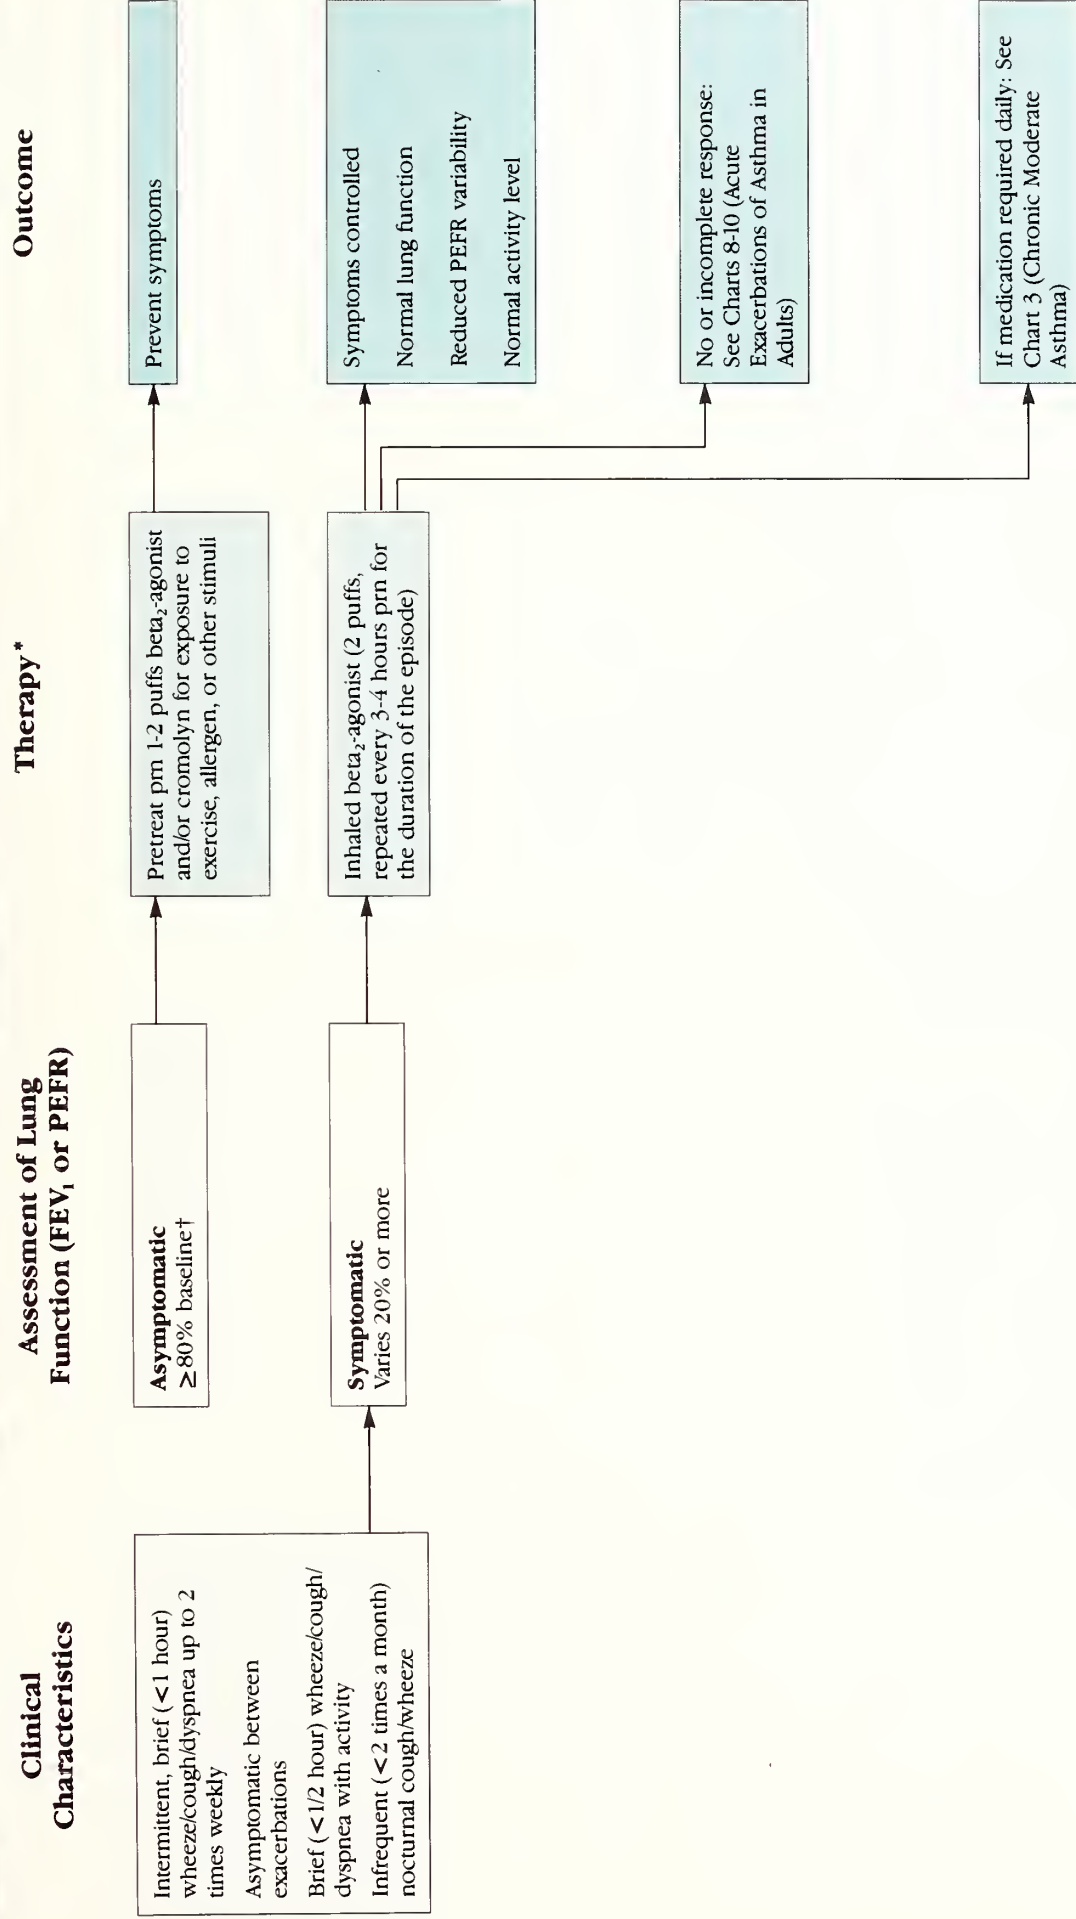 Clinical
Characteristics
Intermittent, brief (<1 hour)
wheeze/cough/dyspnea up to 2
times weekly
Asymptomatic between
exacerbations
Brief (<1/2 hour) wheeze/cough/
dyspnea with activity
Infrequent (<2 times a month)
nocturnal cough/wheeze
Assessment of Lung
Function (FEV₁ or PEFR)
Asymptomatic
≥80% baseline†
Symptomatic
Varies 20% or more
Therapy*
Pretreat prn 1-2 puffs beta₂-agonist
and/or cromolyn for exposure to
exercise, allergen, or other stimuli
Inhaled beta₂-agonist (2 puffs,
repeated every 3-4 hours prn for
the duration of the episode)
Outcome
Prevent symptoms
Symptoms controlled
Normal lung function
Reduced PEFR variability
Normal activity level
No or incomplete response:
See Charts 8-10 (Acute
Exacerbations of Asthma in
Adults)
If medication required daily: See
Chart 3 (Chronic Moderate
Asthma)